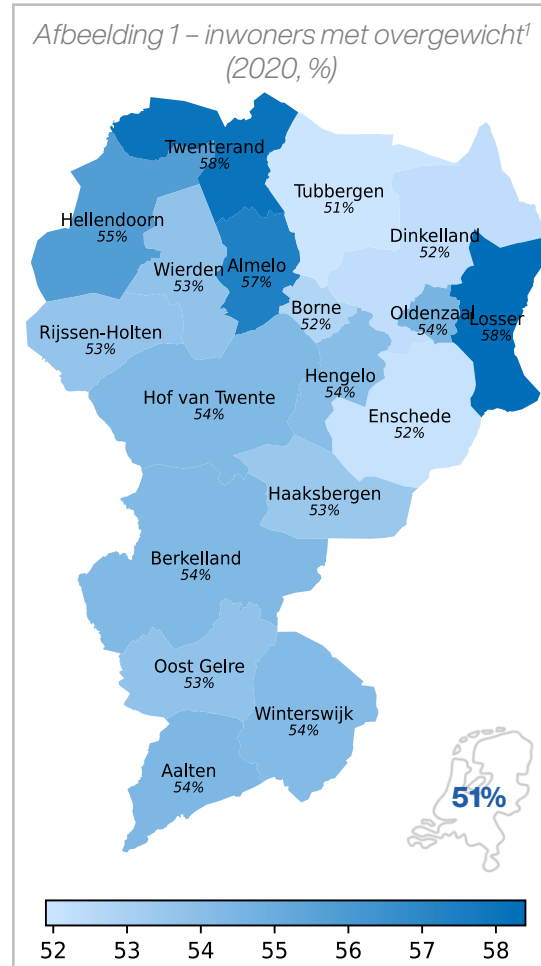 Afbeelding 1 – inwoners met overgewicht¹
(2020, %)
Twenterand
58%
Tubbergen
51%
Hellendoorn
55%
Dinkelland
52%
Wierden
53%
Almelo
57%
Borne
52%
Oldenzaal
54%
Losser
58%
Rijssen-Holten
53%
Hengelo
54%
Hof van Twente
54%
Enschede
52%
Haaksbergen
53%
Berkelland
54%
Oost Gelre
53%
Winterswijk
54%
Aalten
54%
51%
52 53 54 55 56 57 58